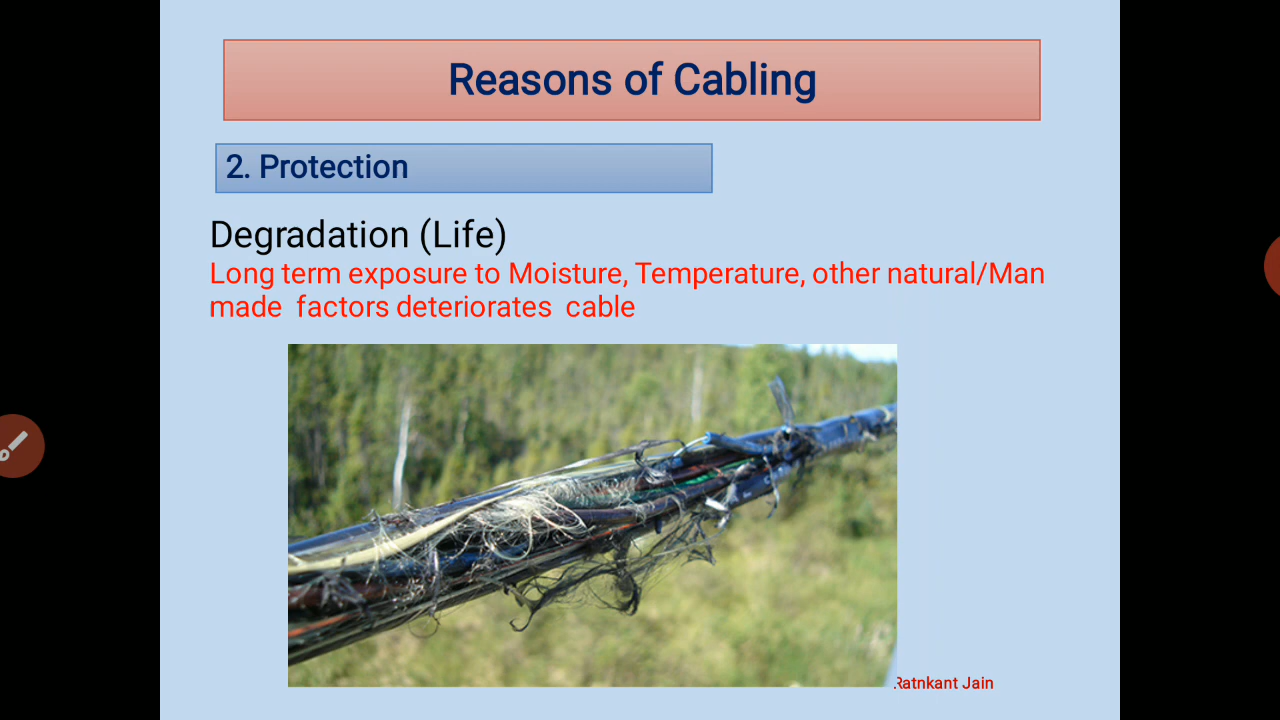 Reasons of Cabling
2. Protection
Degradation (Life)
Long term exposure to Moisture, Temperature, other natural/Man
made factors deteriorates cable
Ratnkant Jain